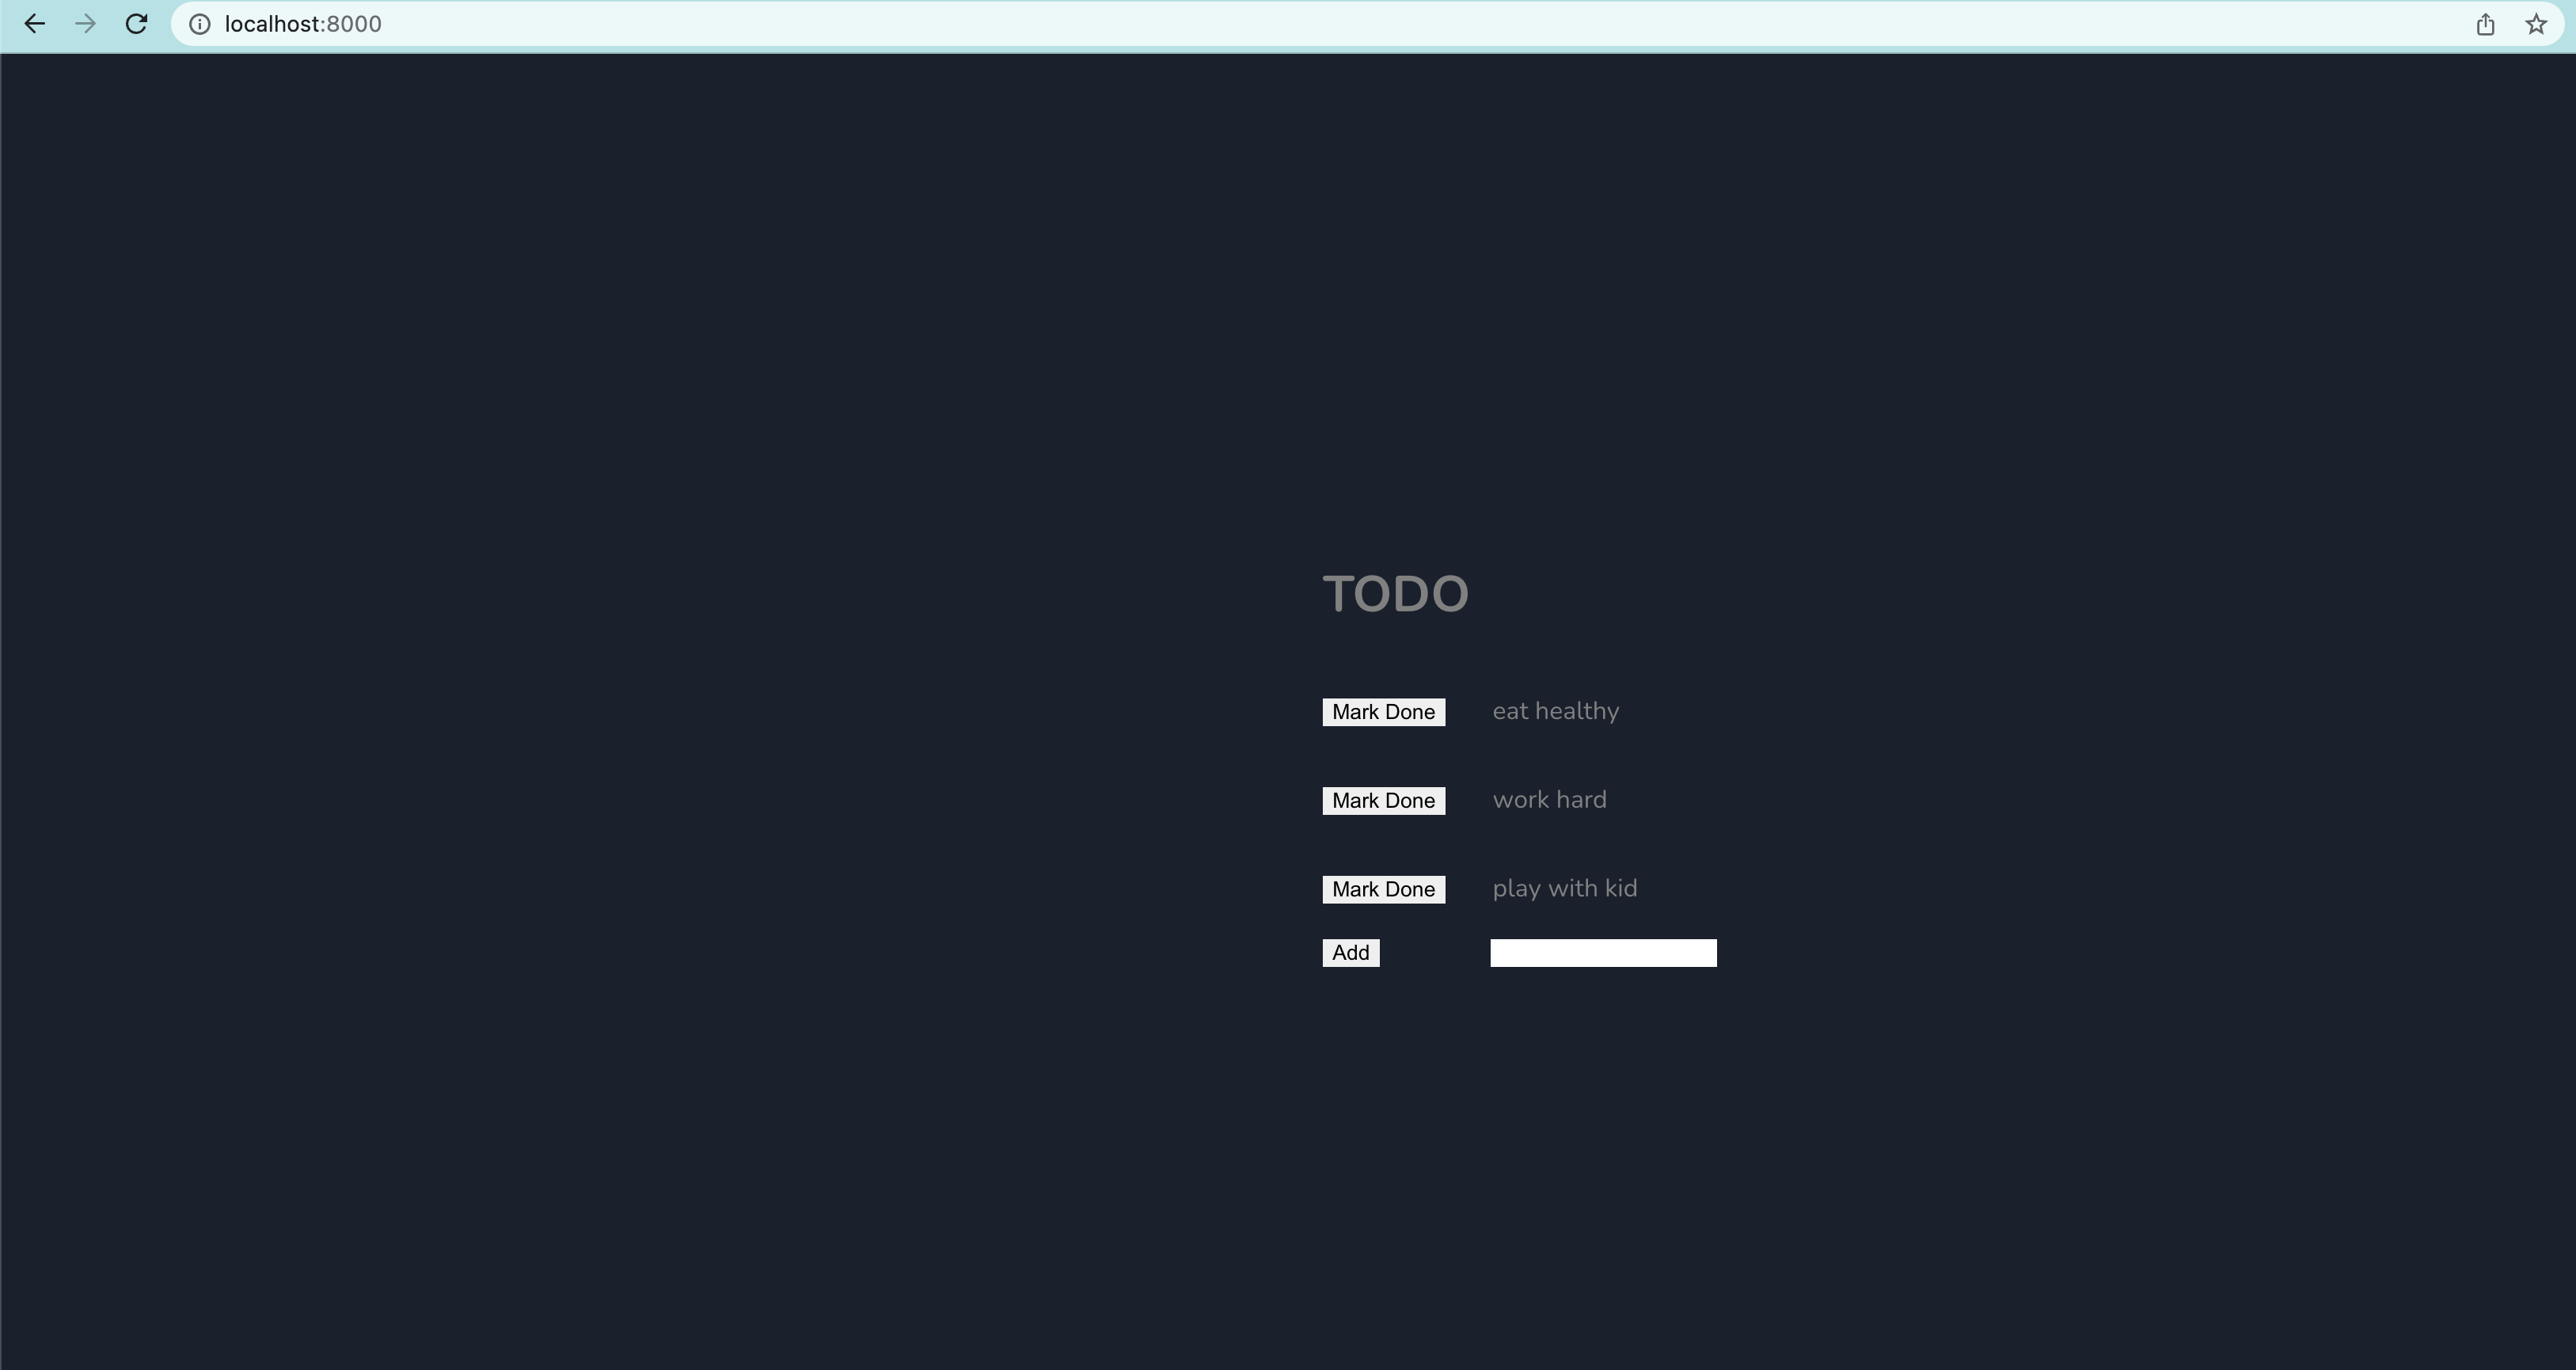 localhost:8000
TODO
Mark Done eat healthy
Mark Done work hard
Mark Done play with kid
Add